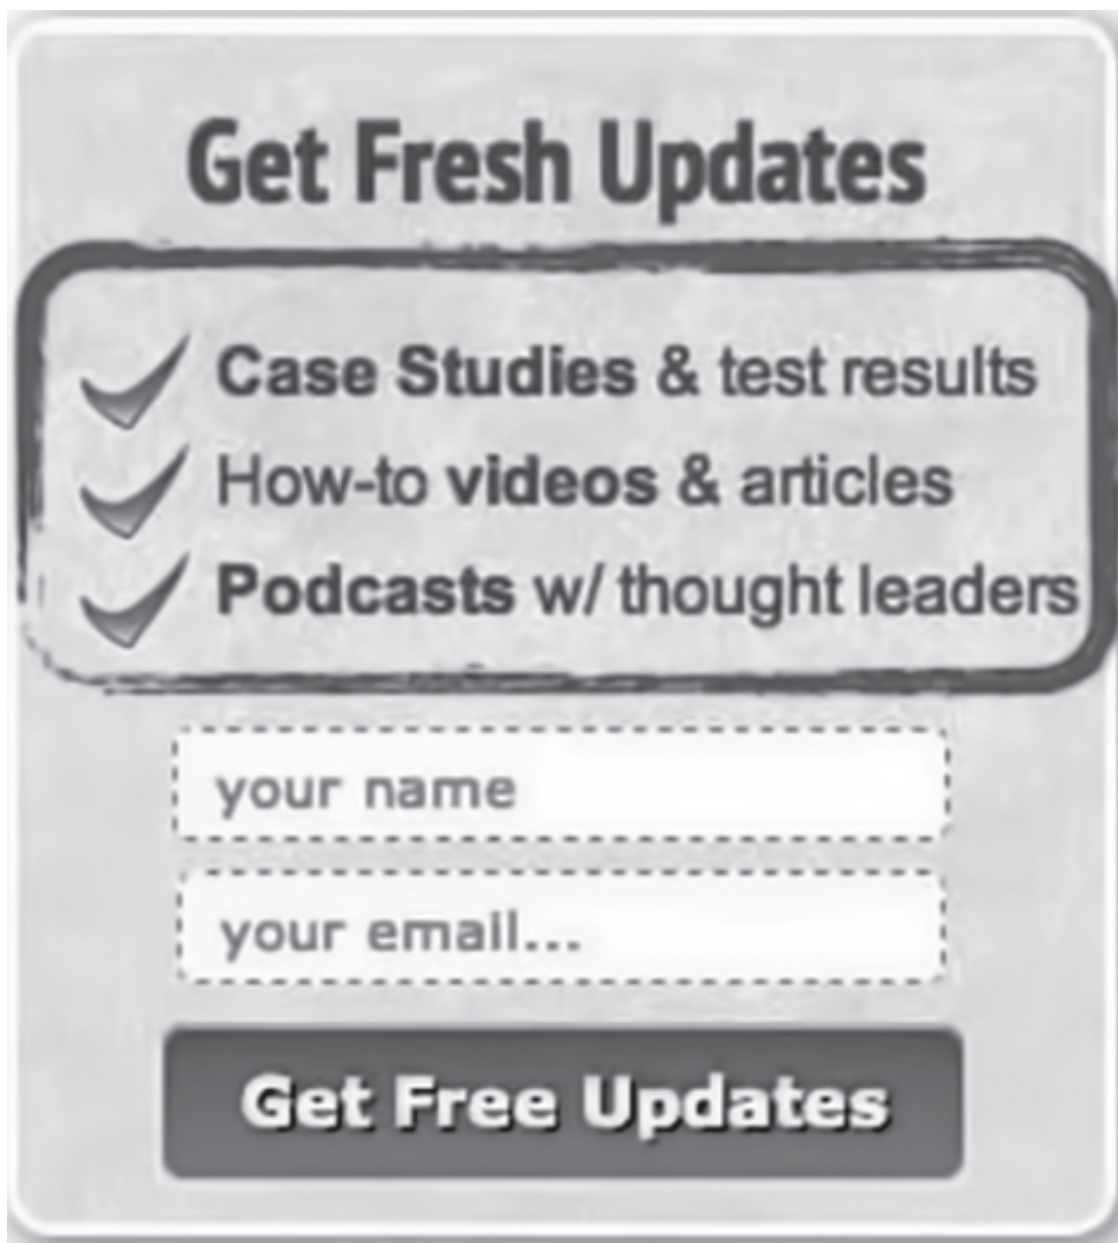 Get Fresh Updates
Case Studies & test results
How-to videos & articles
Podcasts w/ thought leaders
your name
your email...
Get Free Updates